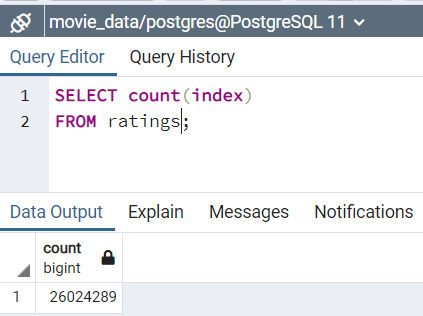 movie_data/postgres@PostgreSQL 11
Query Editor Query History
1 SELECT count(index)
2 FROM ratings;
Data Output Explain Messages Notifications
count
bigint
1 26024289